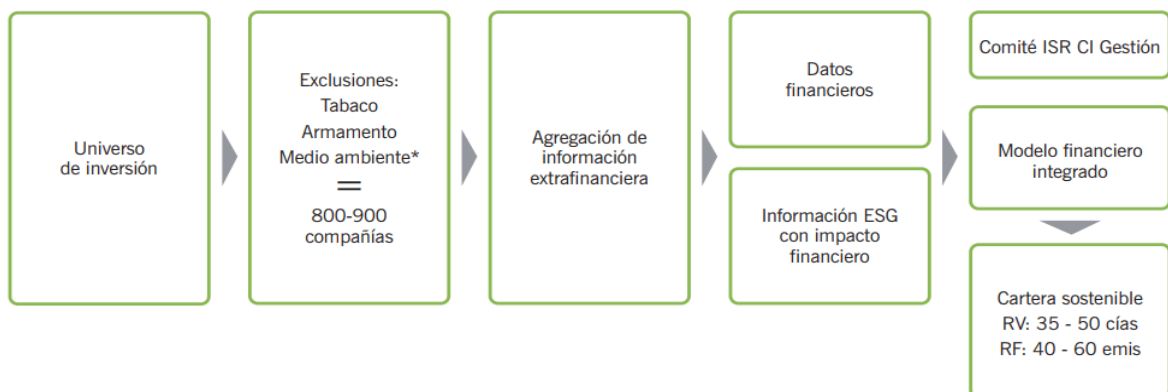 Universo
de inversión
Exclusiones:
Tabaco
Armamento
Medio ambiente*
=
800-900
compañías
Agregación de
información
extrafinanciera
Datos
financieros
Información ESG
con impacto
financiero
Comité ISR CI Gestión
Modelo financiero
integrado
Cartera sostenible
RV: 35 - 50 cías
RF: 40 - 60 emis